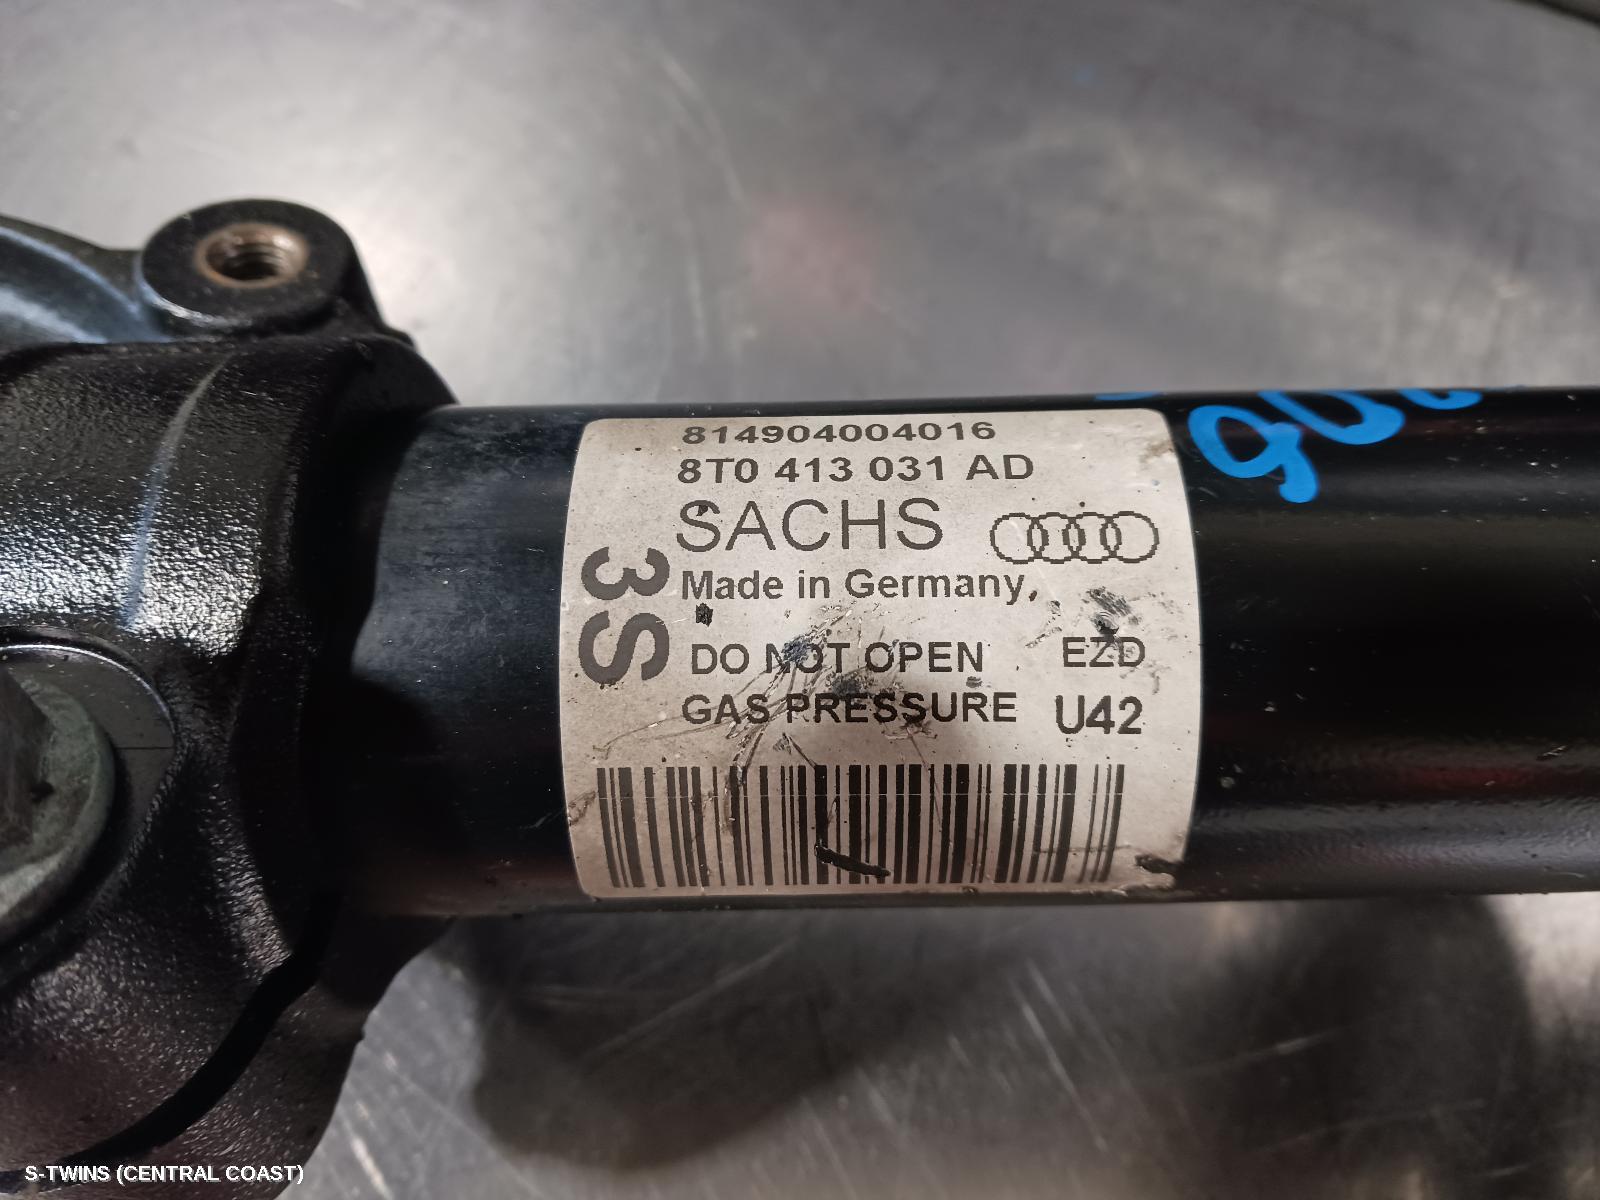 814904004016
8T0 413 031 AD
SACHS
3S
Made in Germany,
DO NOT OPEN
EZD
GAS PRESSURE
U42
S-TWINS (CENTRAL COAST)